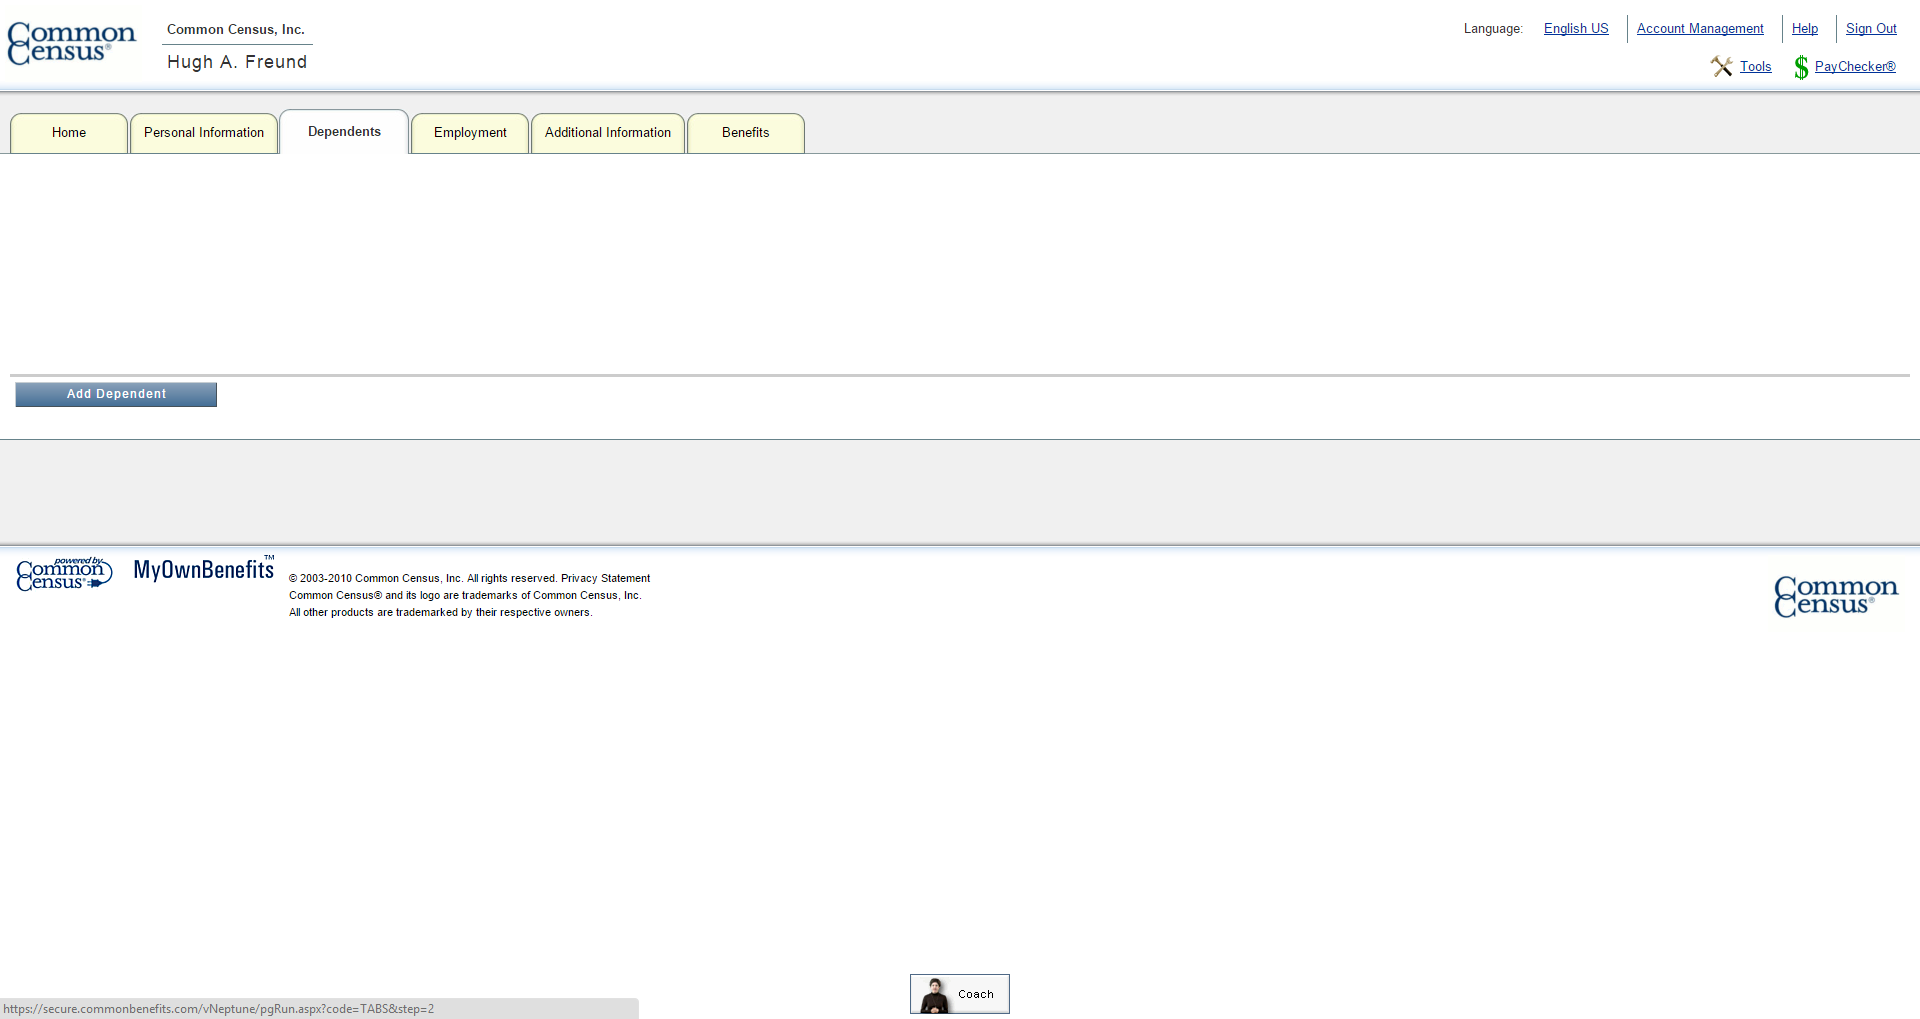 Common Census®
Common Census, Inc.
Hugh A. Freund
Language: English US Account Management Help Sign Out
Tools $ PayChecker®
Home Personal Information Dependents Employment Additional Information Benefits
Add Dependent
powered by
Common Census®
MyOwnBenefits™
© 2003-2010 Common Census, Inc. All rights reserved. Privacy Statement
Common Census® and its logo are trademarks of Common Census, Inc.
All other products are trademarked by their respective owners.
Common Census®
Coach
https://secure.commonbenefits.com/vNeptune/pgRun.aspx?code=TABS&step=2